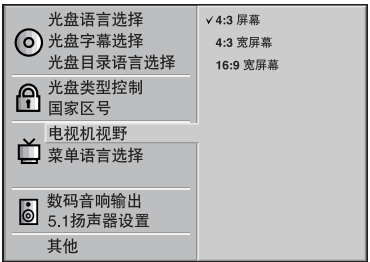 光盘语言选择
光盘字幕选择
光盘目录语言选择
光盘类型控制
国家区号
电视机视野
菜单语言选择
数码音响输出
5.1扬声器设置
其他
✓4:3 屏幕
4:3 宽屏幕
16:9 宽屏幕